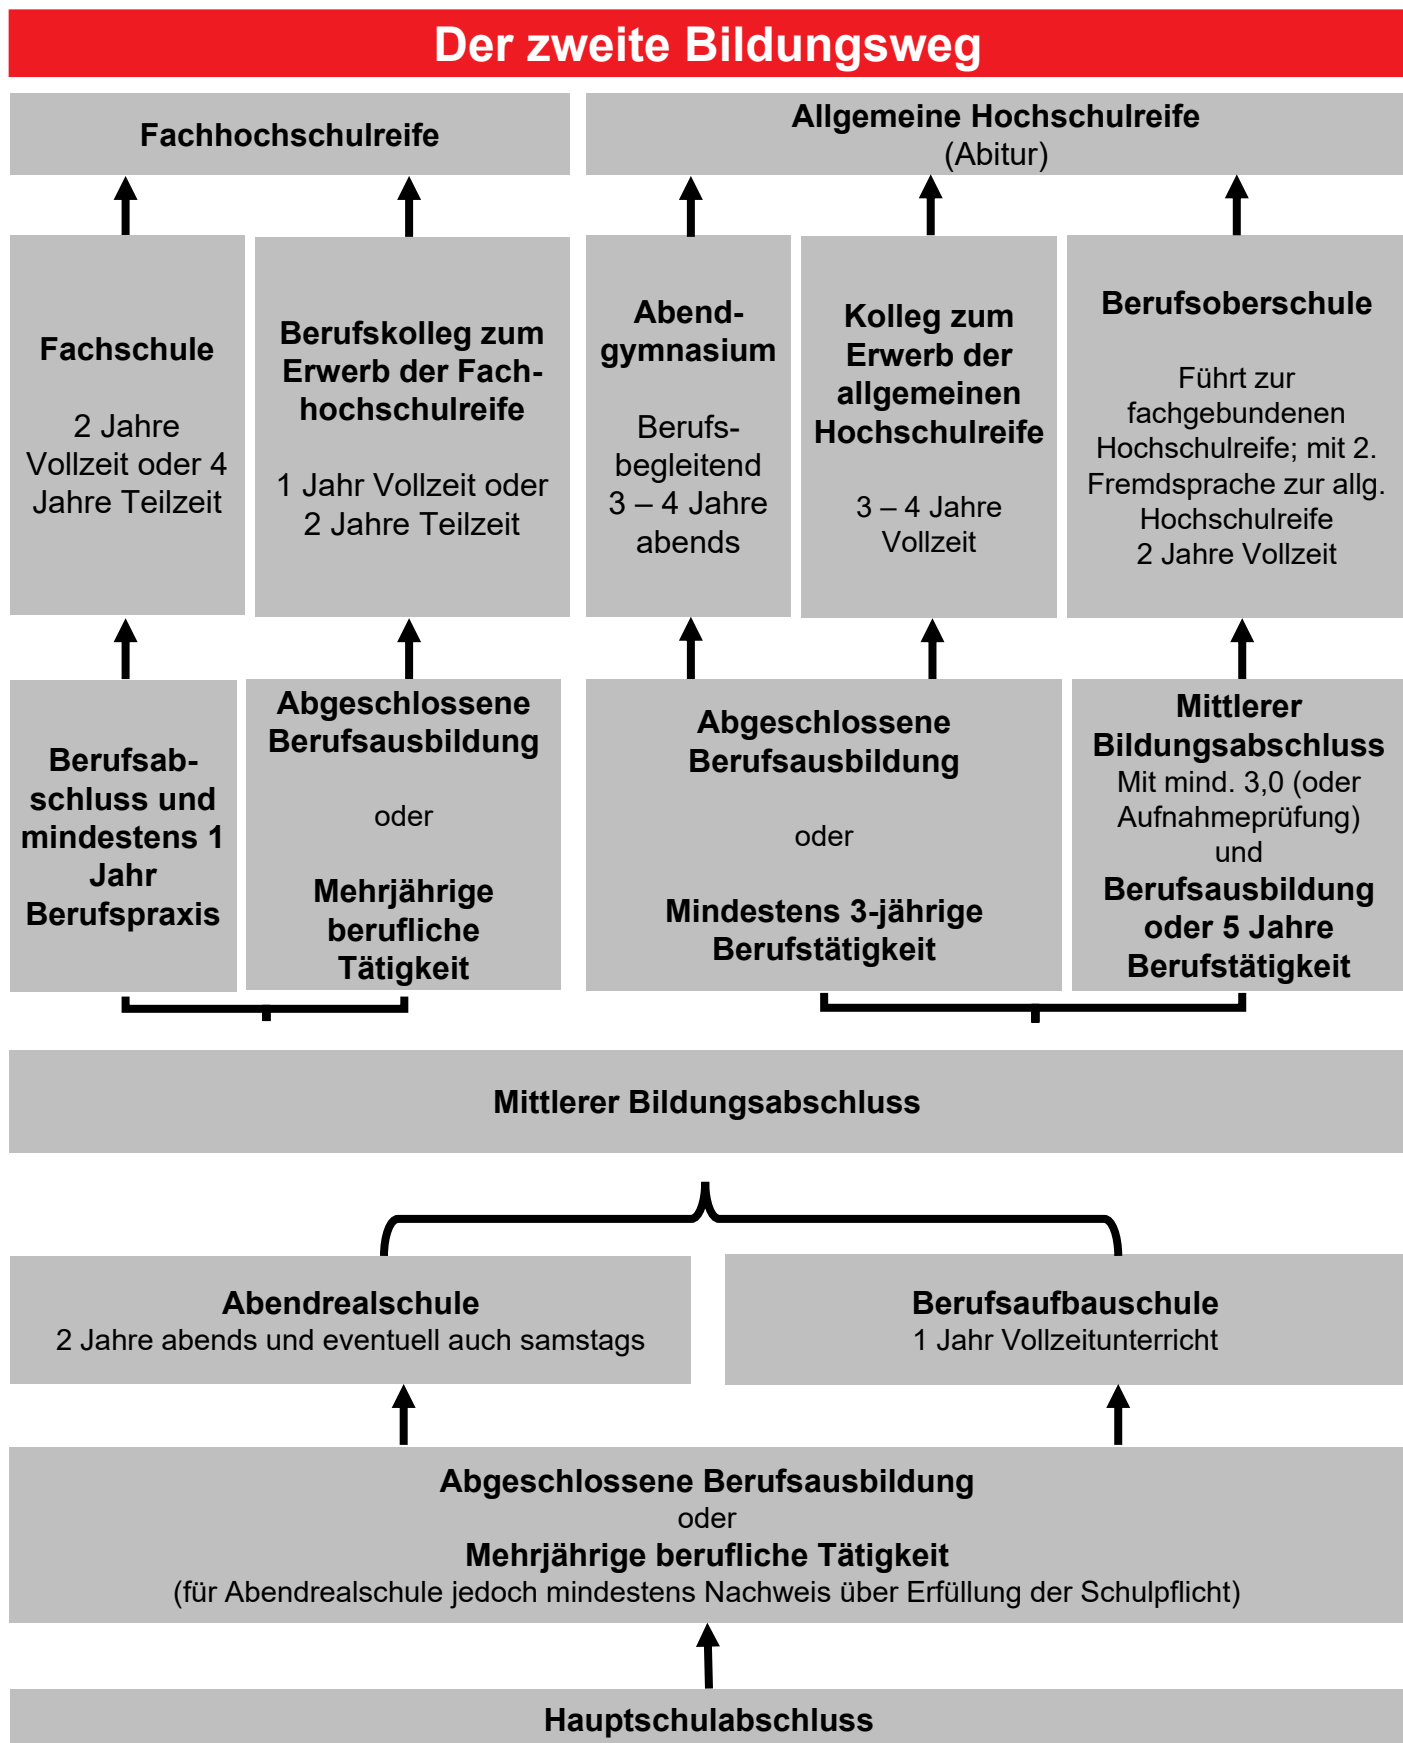 Der zweite Bildungsweg
Fachhochschulreife
Allgemeine Hochschulreife
(Abitur)
Fachschule
2 Jahre
Vollzeit oder 4
Jahre Teilzeit
Berufskolleg zum
Erwerb der Fach-
hochschulreife
1 Jahr Vollzeit oder
2 Jahre Teilzeit
Abend-
gymnasium
Berufs-
begleitend
3 – 4 Jahre
abends
Kolleg zum
Erwerb der
allgemeinen
Hochschulreife
3 – 4 Jahre
Vollzeit
Berufsoberschule
Führt zur
fachgebundenen
Hochschulreife; mit 2.
Fremdsprache zur allg.
Hochschulreife
2 Jahre Vollzeit
Berufsab-
schluss und
mindestens 1
Jahr
Berufspraxis
Abgeschlossene
Berufsausbildung
oder
Mehrjährige
berufliche
Tätigkeit
Abgeschlossene
Berufsausbildung
oder
Mindestens 3-jährige
Berufstätigkeit
Mittlerer
Bildungsabschluss
Mit mind. 3,0 (oder
Aufnahmeprüfung)
und
Berufsausbildung
oder 5 Jahre
Berufstätigkeit
Mittlerer Bildungsabschluss
Abendrealschule
2 Jahre abends und eventuell auch samstags
Berufsaufbauschule
1 Jahr Vollzeitunterricht
Abgeschlossene Berufsausbildung
oder
Mehrjährige berufliche Tätigkeit
(für Abendrealschule jedoch mindestens Nachweis über Erfüllung der Schulpflicht)
Hauptschulabschluss